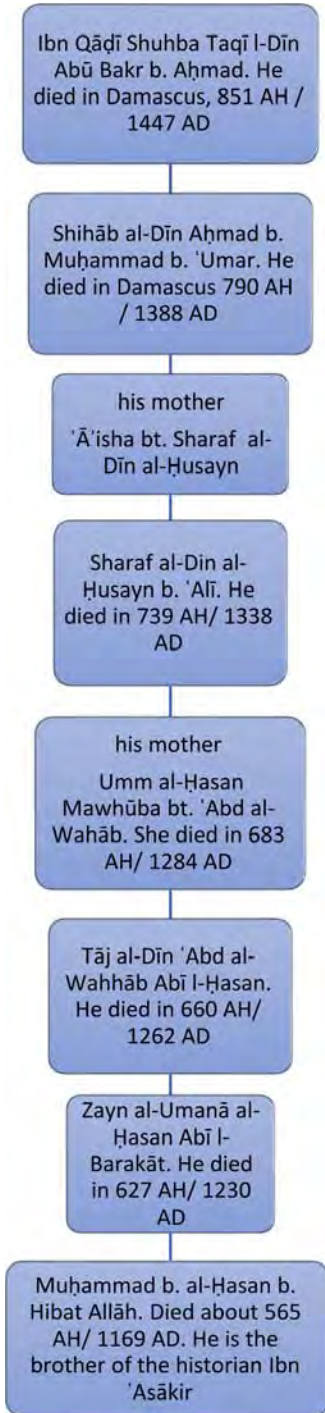 Ibn Qāḍī Shuhba Taqī l-Dīn
Abū Bakr b. Aḥmad. He
died in Damascus, 851 AH /
1447 AD
Shihāb al-Dīn Aḥmad b.
Muḥammad b. ʿUmar. He
died in Damascus 790 AH
/ 1388 AD
his mother
ʿĀʾisha bt. Sharaf al-
Dīn al-Ḥusayn
Sharaf al-Din al-
Ḥusayn b. ʿAlī. He
died in 739 AH/ 1338
AD
his mother
Umm al-Ḥasan
Mawhūba bt. ʿAbd al-
Wahāb. She died in 683
AH/ 1284 AD
Tāj al-Dīn ʿAbd al-
Wahhāb Abī l-Ḥasan.
He died in 660 AH/
1262 AD
Zayn al-Umanā al-
Ḥasan Abī l-
Barakāt. He died
in 627 AH/ 1230
AD
Muḥammad b. al-Ḥasan b.
Hibat Allāh. Died about 565
AH/ 1169 AD. He is the
brother of the historian Ibn
ʿAsākir